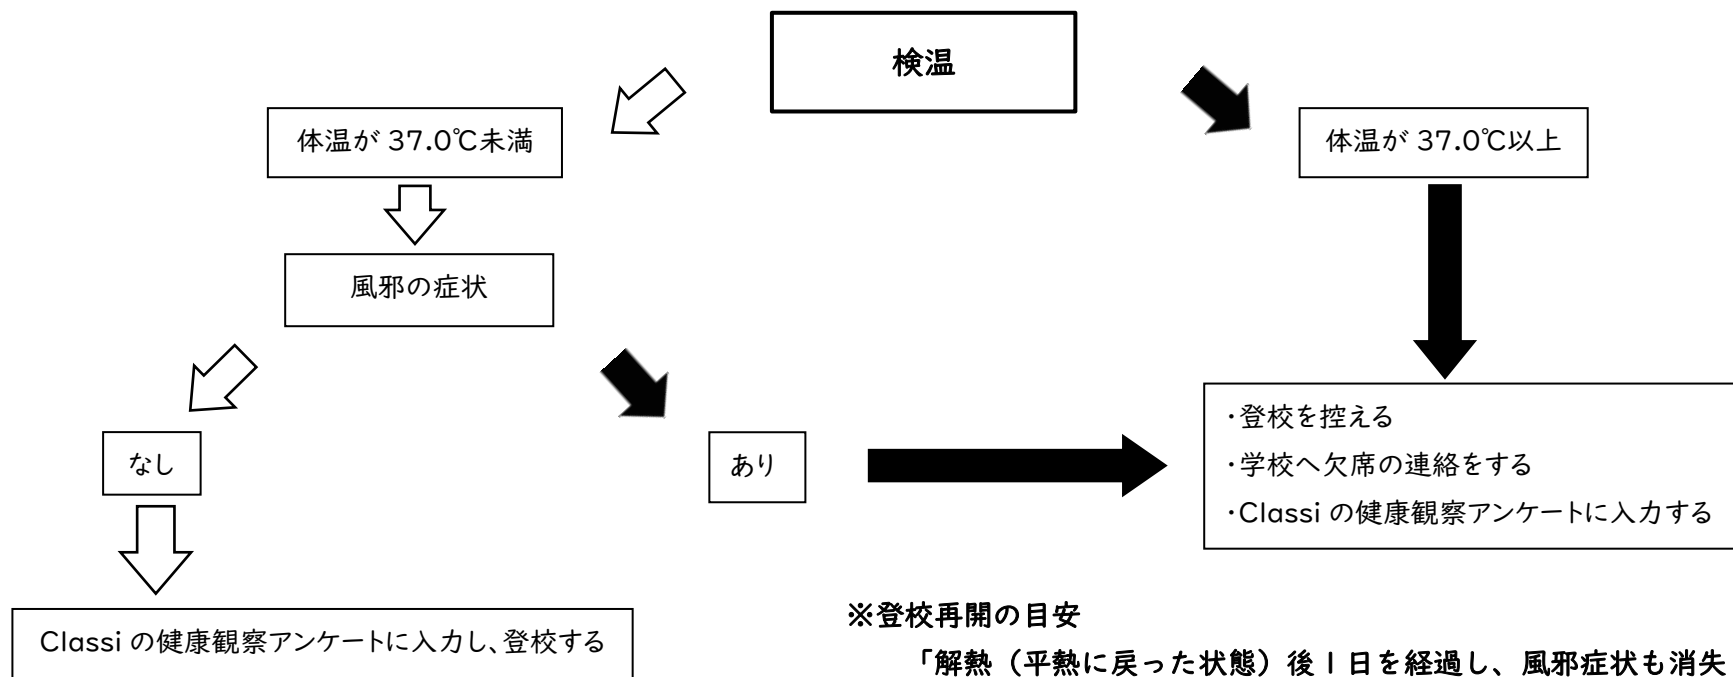 検温
体温が 37.0℃未満
体温が 37.0℃以上
風邪の症状
なし
あり
・登校を控える
・学校へ欠席の連絡をする
・Classi の健康観察アンケートに入力する
Classi の健康観察アンケートに入力し、登校する
※登校再開の目安
「解熱（平熱に戻った状態）後1日を経過し、風邪症状も消失